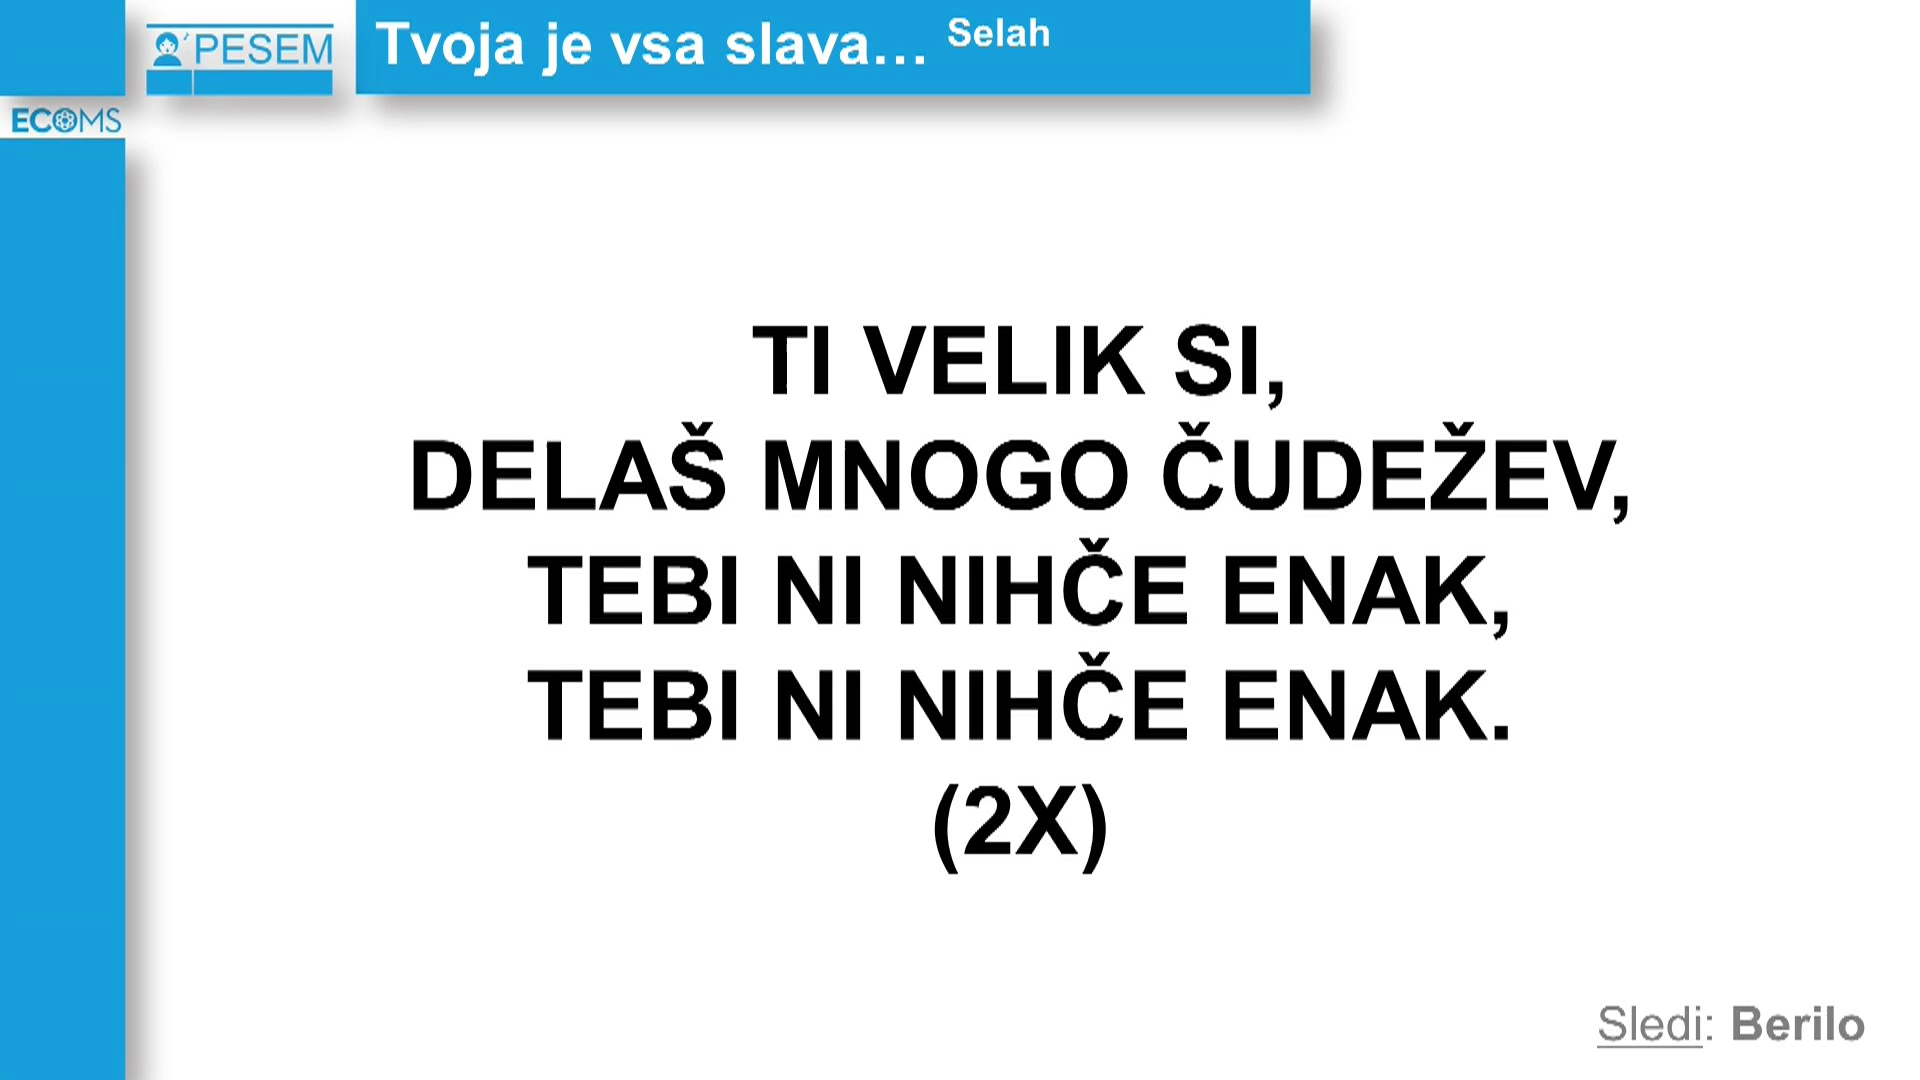 PESEM
Tvoja je vsa slava... Selah
ECOMS
TI VELIK SI,
DELAŠ MNOGO ČUDEŽEV,
TEBI NI NIHČE ENAK,
TEBI NI NIHČE ENAK.
(2X)
Sledi: Berilo